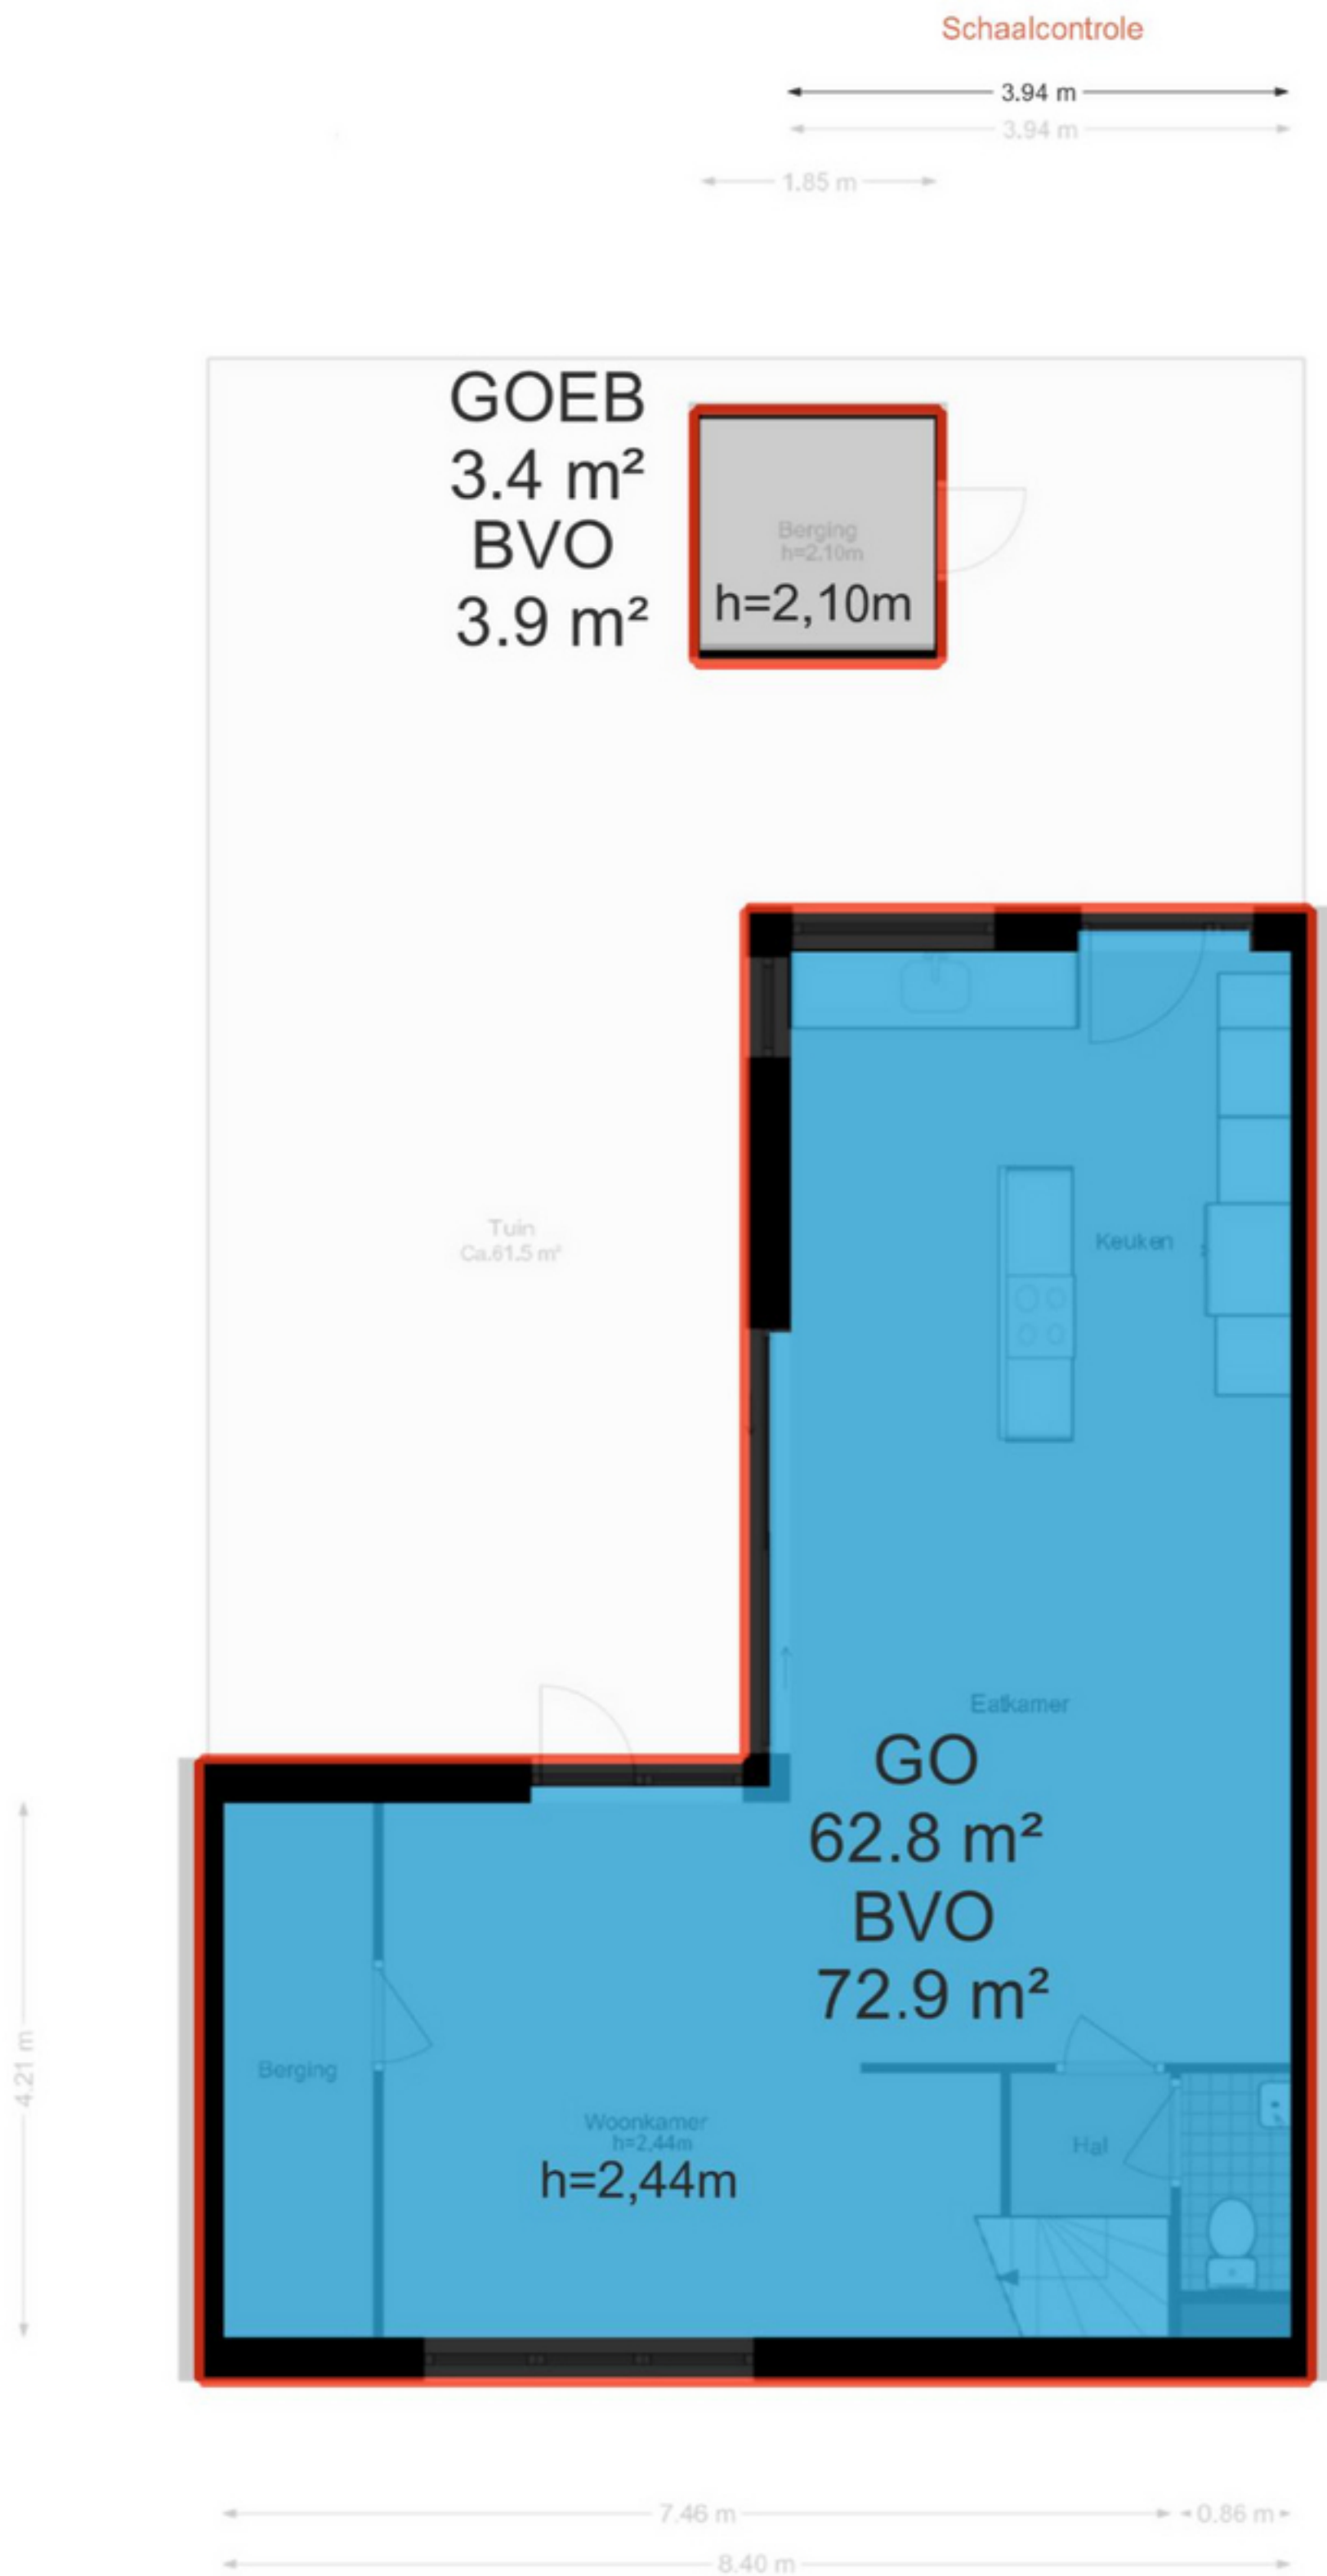 Schaalcontrole
3.94 m
3.94 m
1.85 m
GOEB
3.4 m²
BVO
3.9 m²
Berging
h=2.10m
h=2,10m
Tuin
Ca.61.5 m²
Keuken
Eatkamer
GO
62.8 m²
BVO
72.9 m²
4.21 m
Berging
Woonkamer
h=2,44m
h=2,44m
Hal
7.46 m
0.86 m
8.40 m